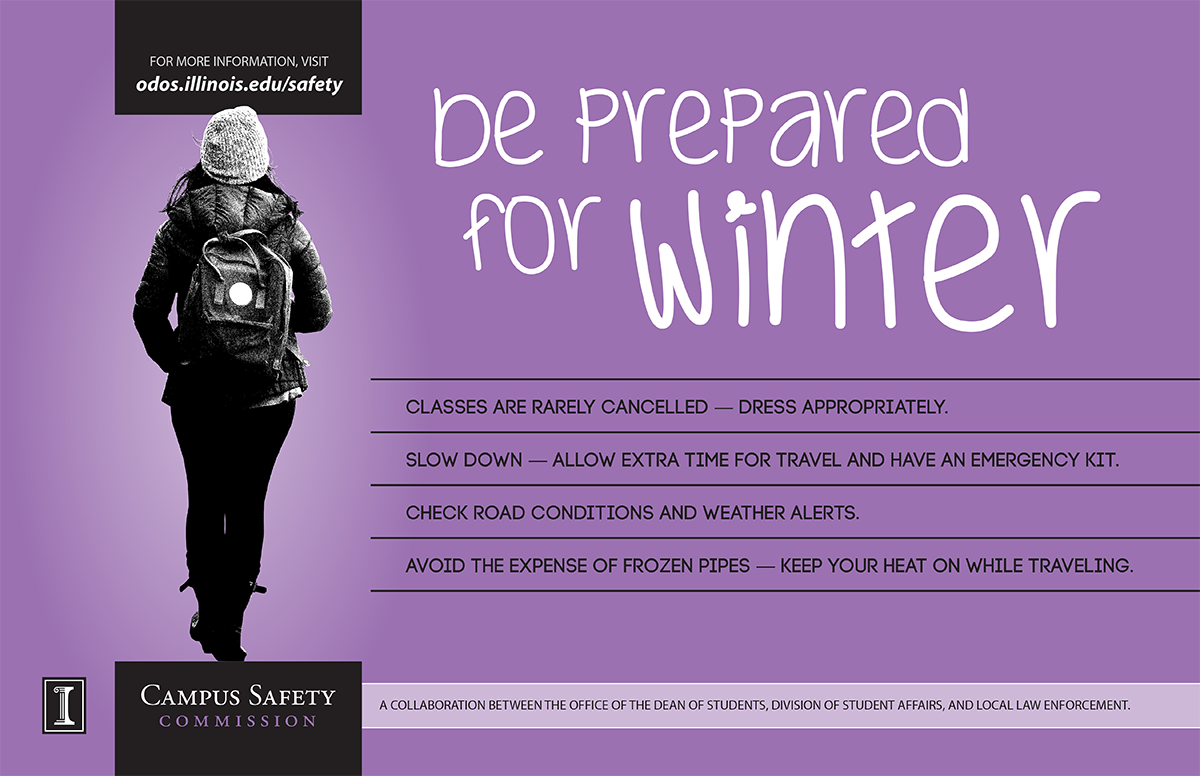 FOR MORE INFORMATION, VISIT
odos.illinois.edu/safety
be prepared
for winter
CLASSES ARE RARELY CANCELLED — DRESS APPROPRIATELY.
SLOW DOWN — ALLOW EXTRA TIME FOR TRAVEL AND HAVE AN EMERGENCY KIT.
CHECK ROAD CONDITIONS AND WEATHER ALERTS.
AVOID THE EXPENSE OF FROZEN PIPES — KEEP YOUR HEAT ON WHILE TRAVELING.
I
CAMPUS SAFETY
COMMISSION
A COLLABORATION BETWEEN THE OFFICE OF THE DEAN OF STUDENTS, DIVISION OF STUDENT AFFAIRS, AND LOCAL LAW ENFORCEMENT.